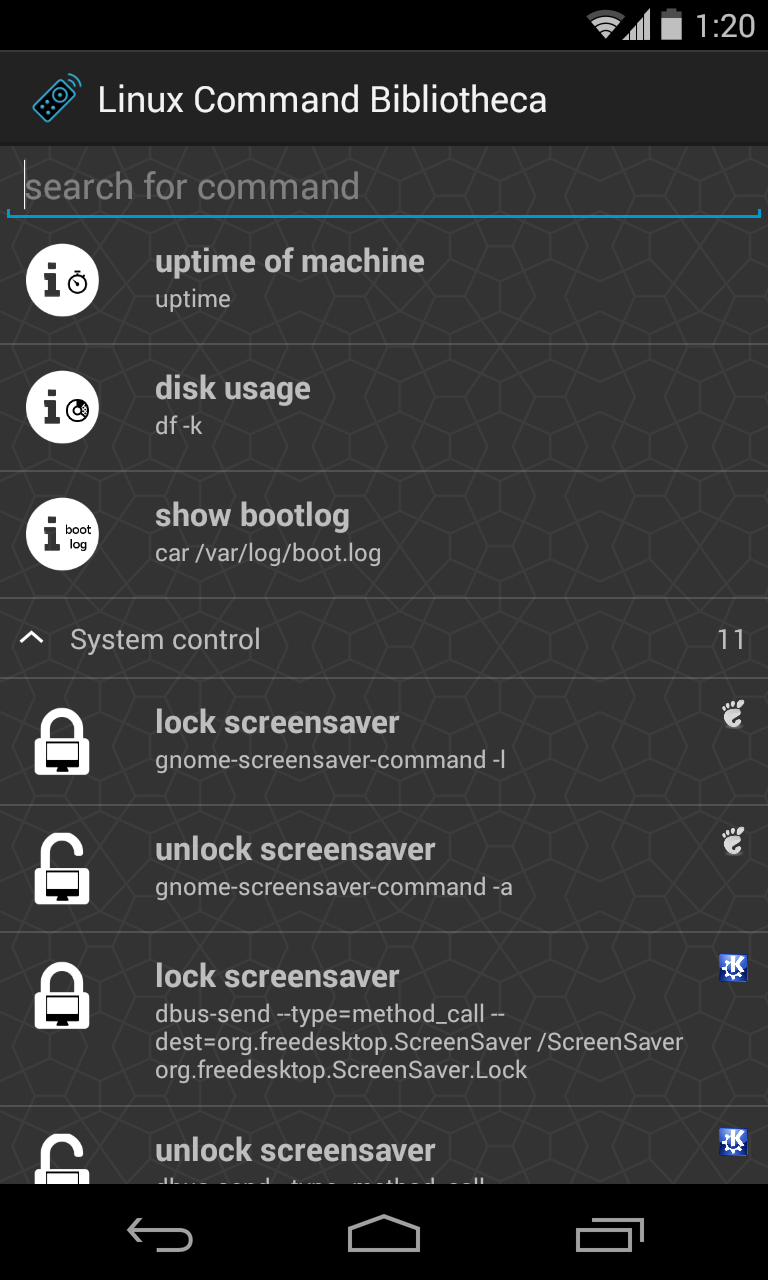 1:20
Linux Command Bibliotheca
search for command
uptime of machine
uptime
disk usage
df -k
boot
log
show bootlog
car /var/log/boot.log
System control 11
lock screensaver
gnome-screensaver-command -l
unlock screensaver
gnome-screensaver-command -a
lock screensaver
dbus-send --type=method_call --
dest=org.freedesktop.ScreenSaver /ScreenSaver
org.freedesktop.ScreenSaver.Lock
unlock screensaver